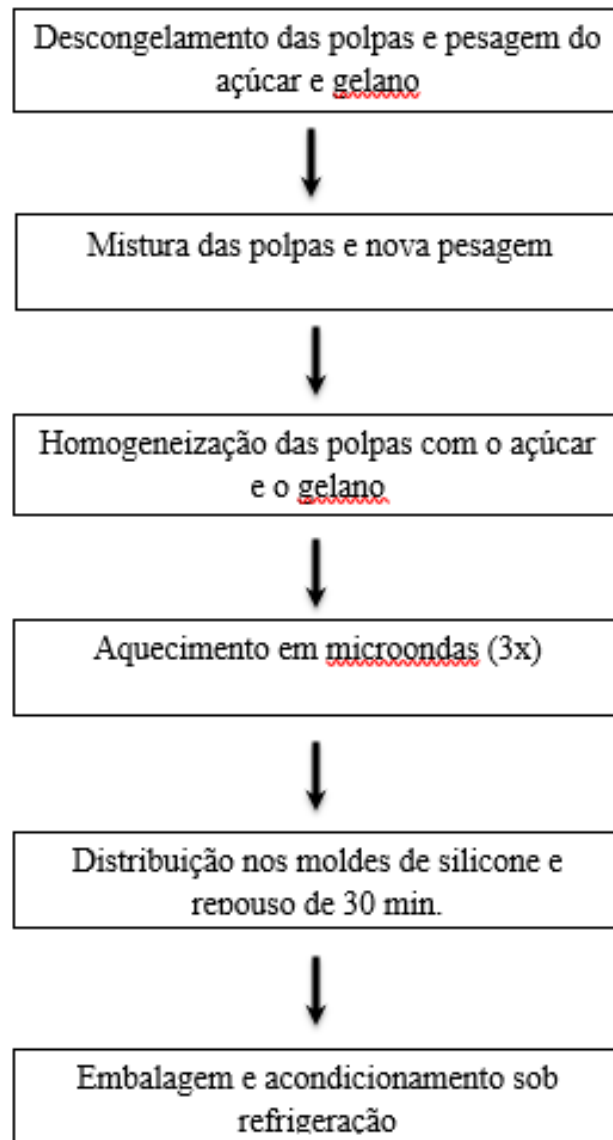 Descongelamento das polpas e pesagem do
açúcar e gelano
Mistura das polpas e nova pesagem
Homogeneização das polpas com o açúcar
e o gelano
Aquecimento em microondas (3x)
Distribuição nos moldes de silicone e
repouso de 30 min.
Embalagem e acondicionamento sob
refrigeração